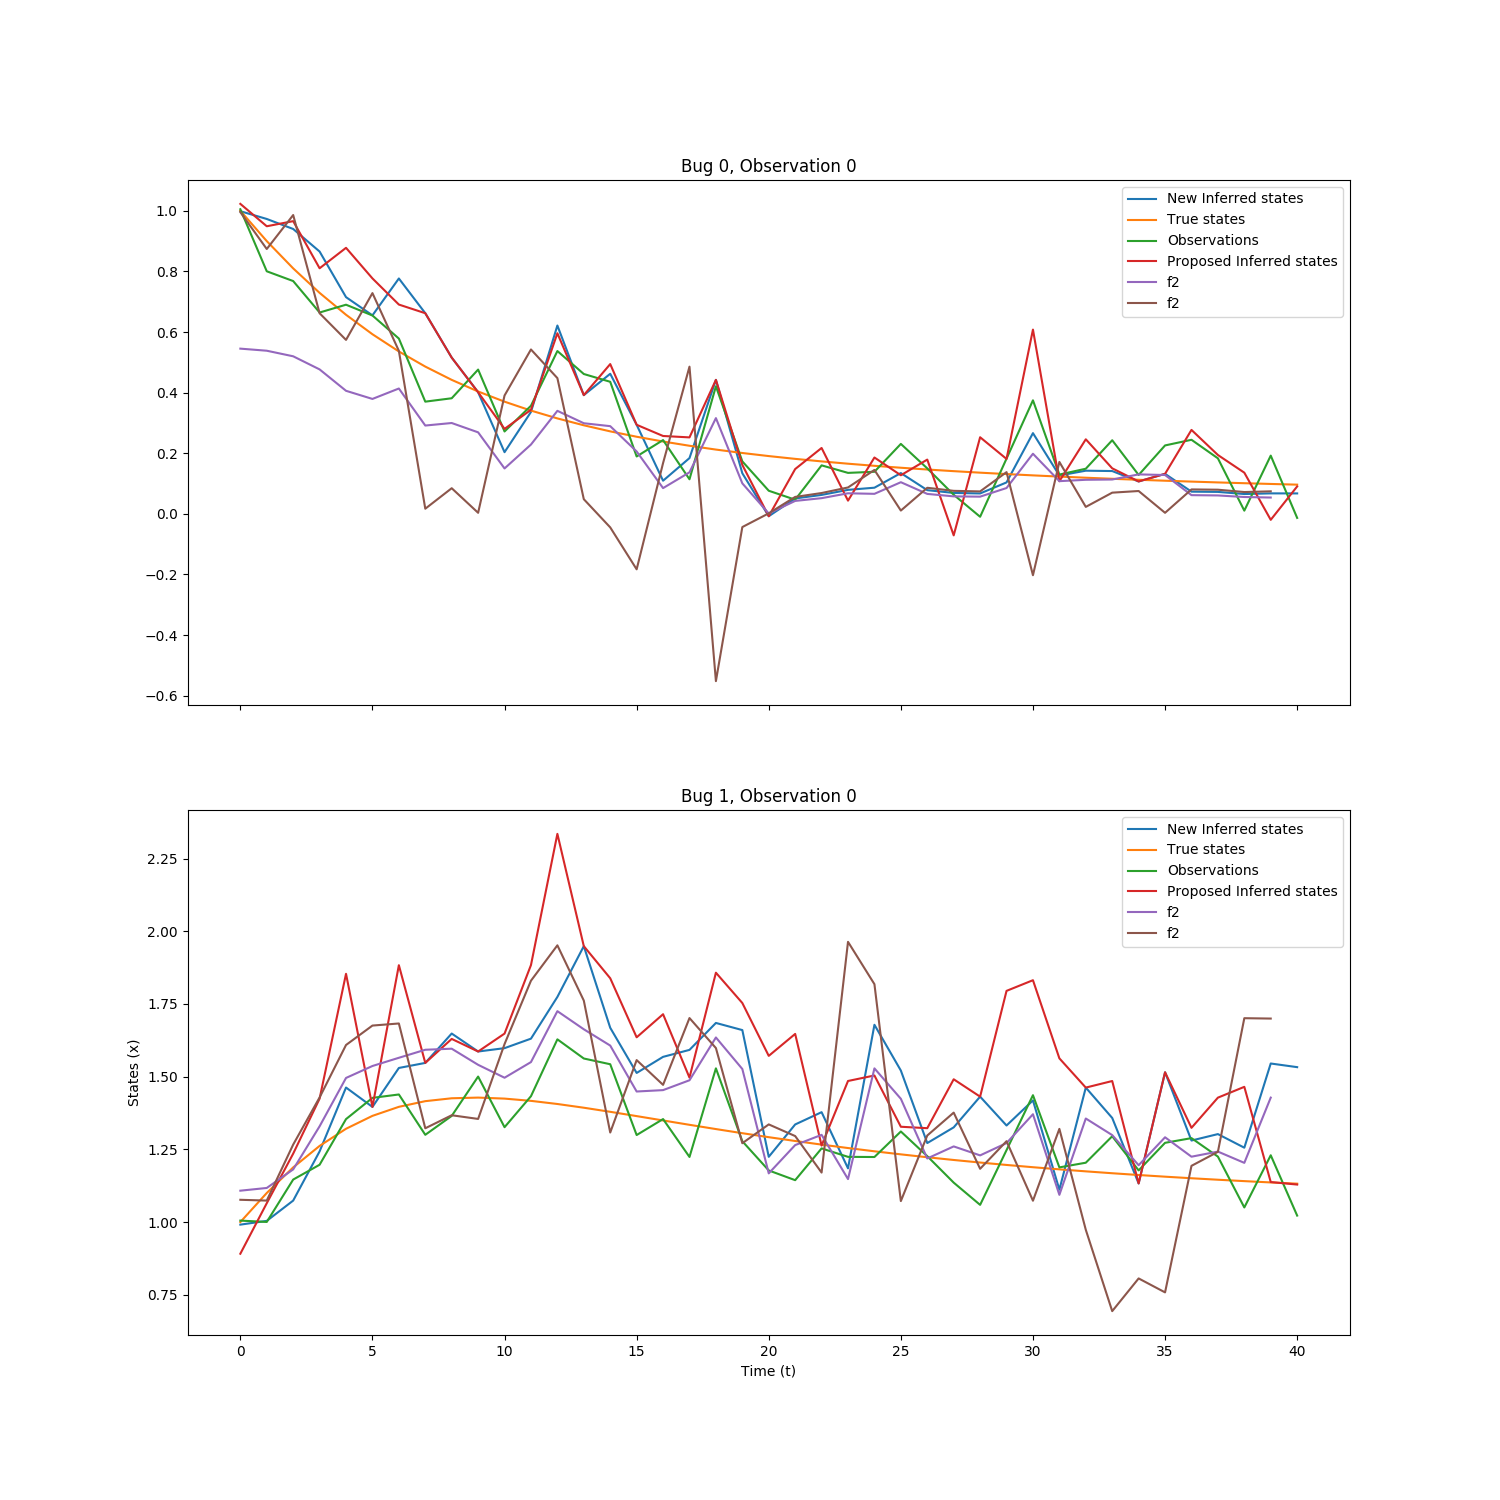 Bug 0, Observation 0
New Inferred states
True states
Observations
Proposed Inferred states
f2
f2
1.0
0.8
0.6
0.4
0.2
0.0
−0.2
−0.4
−0.6
Bug 1, Observation 0
New Inferred states
True states
Observations
Proposed Inferred states
f2
f2
2.25
2.00
1.75
1.50
1.25
1.00
0.75
States (x)
0 5 10 15 20 25 30 35 40
Time (t)